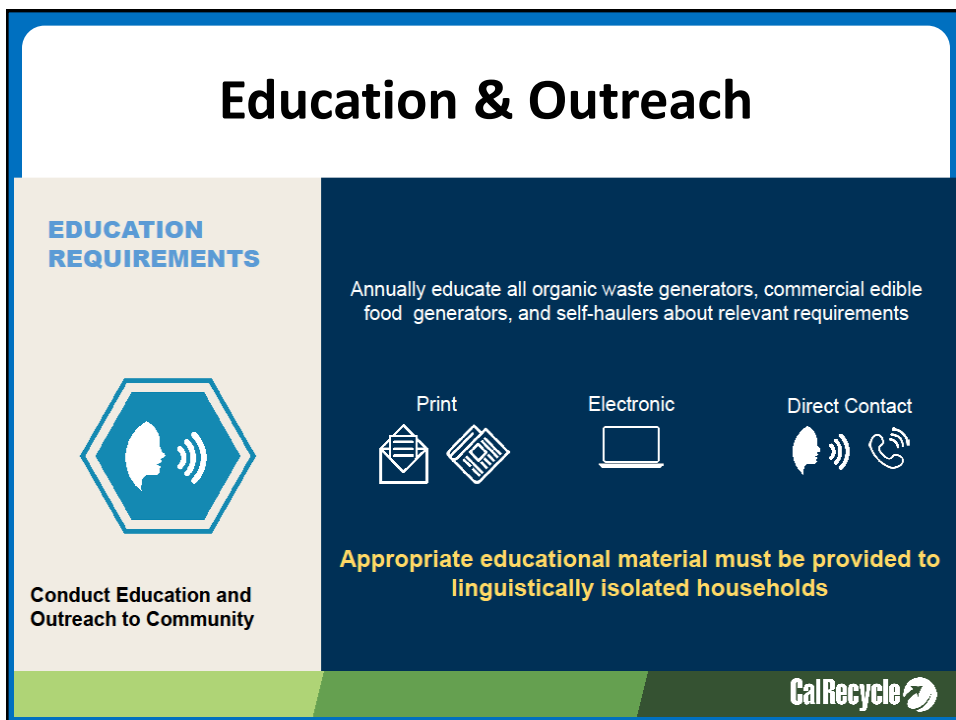 Education & Outreach
EDUCATION
REQUIREMENTS
Conduct Education and
Outreach to Community
Annually educate all organic waste generators, commercial edible
food generators, and self-haulers about relevant requirements
Print
Electronic
Direct Contact
Appropriate educational material must be provided to
linguistically isolated households
CalRecycle